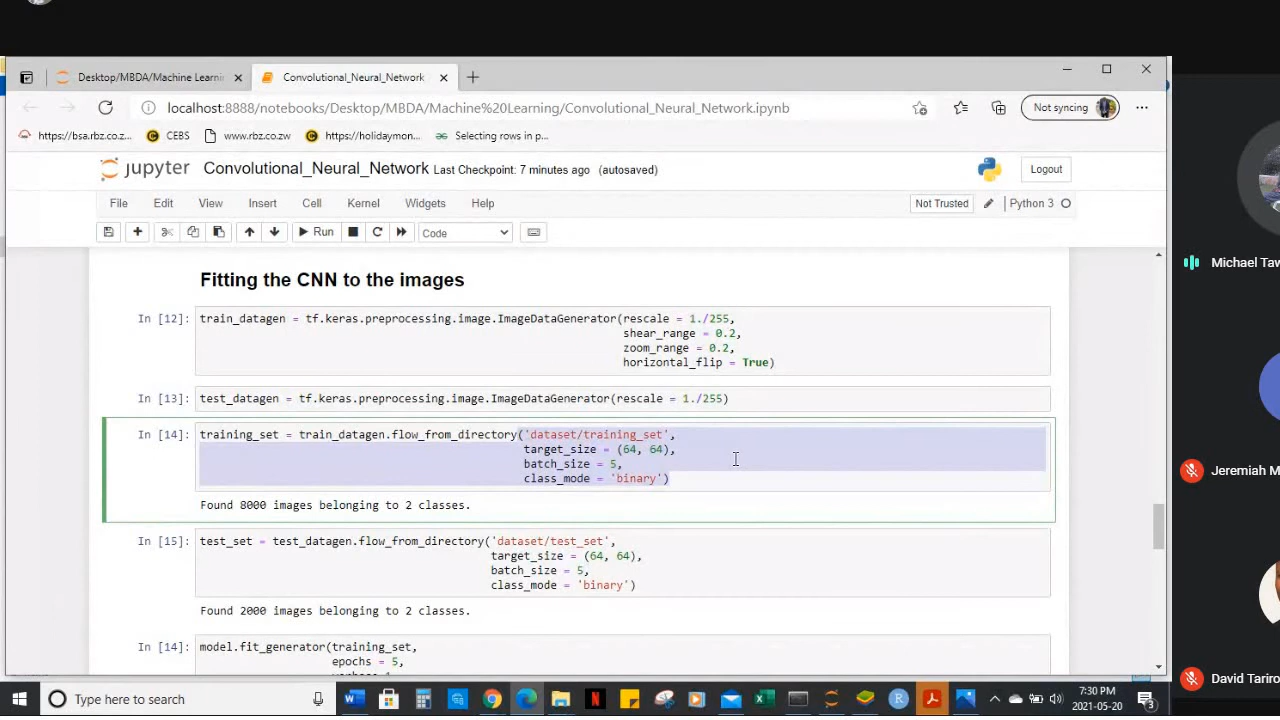 Desktop/MBDA/Machine Learnin
Convolutional_Neural_Network
localhost:8888/notebooks/Desktop/MBDA/Machine%20Learning/Convolutional_Neural_Network.ipynb
Not syncing
https://bsa.rbz.co.z...
CEBS
www.rbz.co.zw
https://holidaymon...
Selecting rows in p...
jupyter
Convolutional_Neural_Network Last Checkpoint: 7 minutes ago (autosaved)
Logout
File Edit View Insert Cell Kernel Widgets Help
Not Trusted
Python 3
Run
Code
Fitting the CNN to the images
In [12]: train_datagen = tf.keras.preprocessing.image.ImageDataGenerator(rescale = 1./255,
shear_range = 0.2,
zoom_range = 0.2,
horizontal_flip = True)
In [13]: test_datagen = tf.keras.preprocessing.image.ImageDataGenerator(rescale = 1./255)
In [14]: training_set = train_datagen.flow_from_directory('dataset/training_set',
target_size = (64, 64),
batch_size = 5,
class_mode = 'binary')
Found 8000 images belonging to 2 classes.
In [15]: test_set = test_datagen.flow_from_directory('dataset/test_set',
target_size = (64, 64),
batch_size = 5,
class_mode = 'binary')
Found 2000 images belonging to 2 classes.
In [14]: model.fit_generator(training_set,
epochs = 5,
Michael Taw
Jeremiah M
David Tariro
Type here to search
7:30 PM
2021-05-20
3